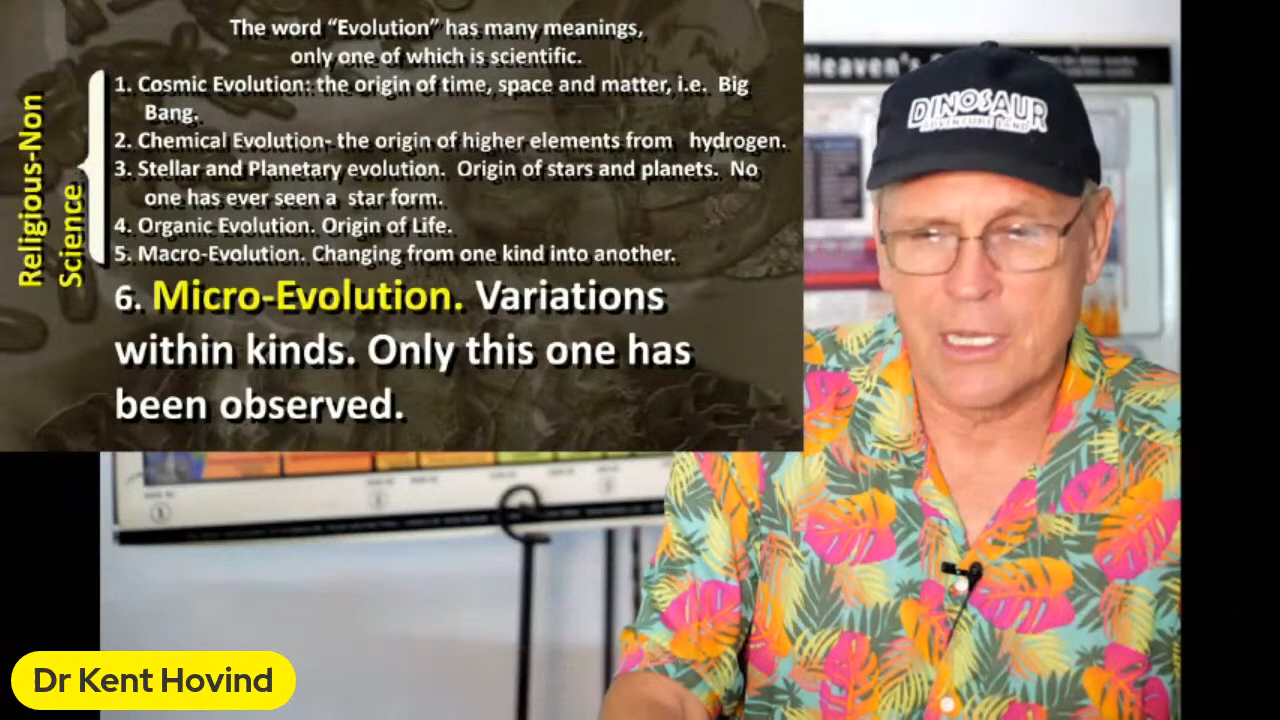 The word “Evolution” has many meanings,
only one of which is scientific.
Religious-Non
Science
1. Cosmic Evolution: the origin of time, space and matter, i.e. Big
Bang.
2. Chemical Evolution- the origin of higher elements from hydrogen.
3. Stellar and Planetary evolution. Origin of stars and planets. No
one has ever seen a star form.
4. Organic Evolution. Origin of Life.
5. Macro-Evolution. Changing from one kind into another.
6. Micro-Evolution. Variations
within kinds. Only this one has
been observed.
Heaven's
DINOSAUR
ADVENTURE LAND
Dr Kent Hovind